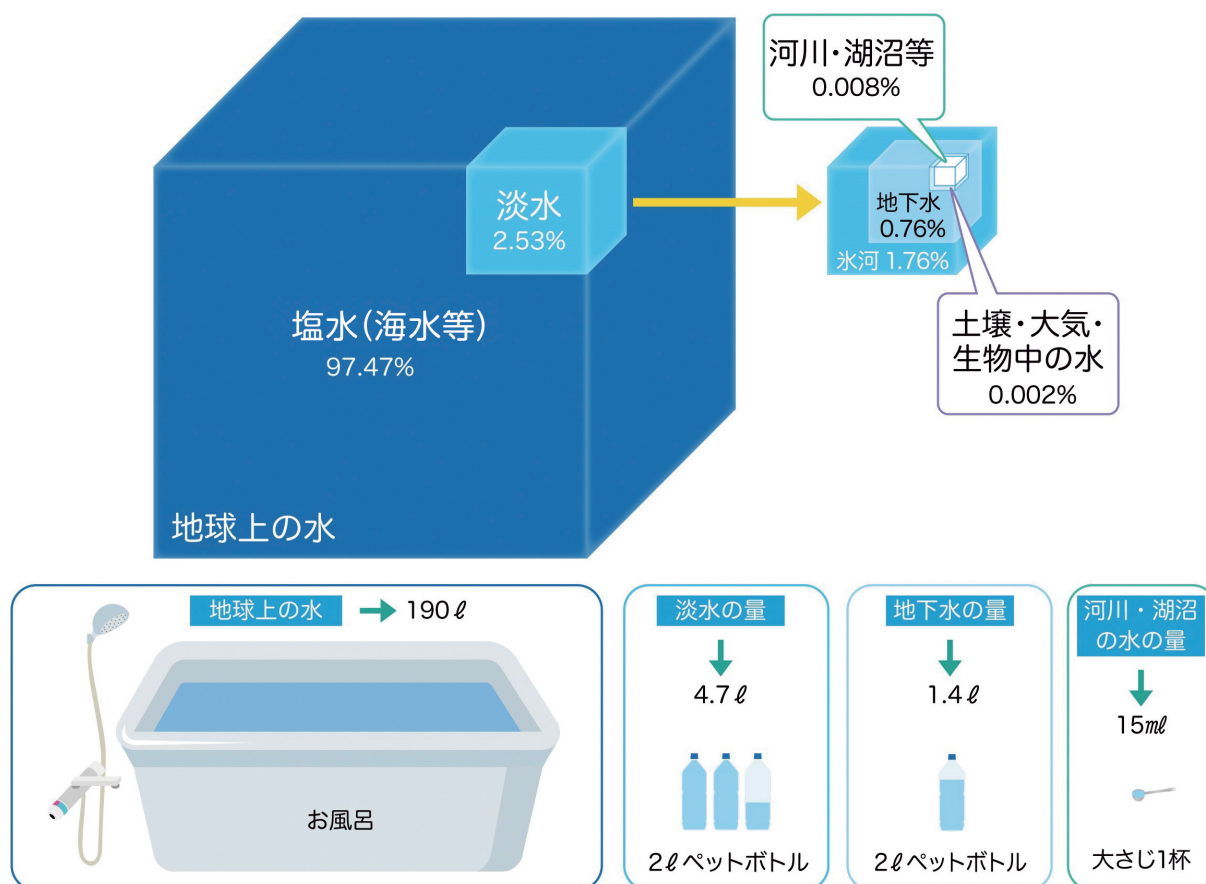 河川・湖沼等
0.008%
淡水
2.53%
地下水
0.76%
氷河 1.76%
塩水(海水等)
97.47%
土壌・大気・
生物中の水
0.002%
地球上の水
地球上の水 190ℓ
お風呂
淡水の量
4.7ℓ
2ℓペットボトル
地下水の量
1.4ℓ
2ℓペットボトル
河川・湖沼
の水の量
15㎖
大さじ1杯